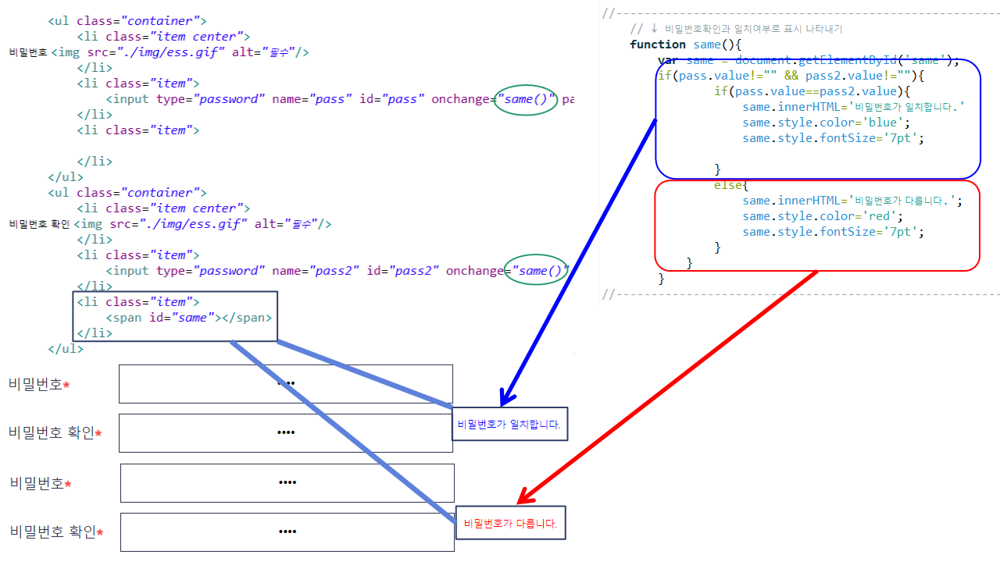 <ul class="container">
<li class="item center">
비밀번호 <img src="./img/ess.gif" alt="필수"/>
</li>
<li class="item">
<input type="password" name="pass" id="pass" onchange="same()" pa
</li>
<li class="item">
</li>
</ul>
<ul class="container">
<li class="item center">
비밀번호 확인 <img src="./img/ess.gif" alt="필수"/>
</li>
<li class="item">
<input type="password" name="pass2" id="pass2" onchange="same()"
</li>
<li class="item">
<span id="same"></span>
</li>
</ul>
//--------------------------------------------------------
// ↓ 비밀번호확인과 일치여부로 표시 나타내기
function same(){
var same = document.getElementById('same');
if(pass.value!="" && pass2.value!=""){
if(pass.value==pass2.value){
same.innerHTML='비밀번호가 일치합니다.'
same.style.color='blue';
same.style.fontSize='7pt';
}
else{
same.innerHTML='비밀번호가 다릅니다.';
same.style.color='red';
same.style.fontSize='7pt';
}
}
}
//--------------------------------------------------------
비밀번호* ••••
비밀번호 확인* •••• 비밀번호가 일치합니다.
비밀번호* ••••
비밀번호 확인* •••• 비밀번호가 다릅니다.